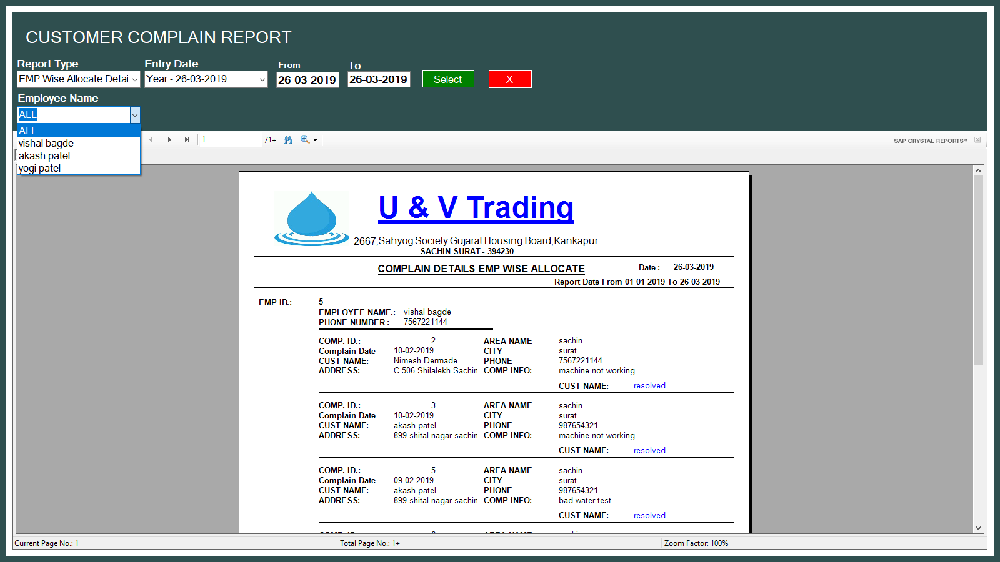 CUSTOMER COMPLAIN REPORT
Report Type Entry Date From To
EMP Wise Allocate Detai Year - 26-03-2019 26-03-2019 26-03-2019 Select X
Employee Name
ALL
ALL
vishal bagde
akash patel
yogi patel
1 /1+ SAP CRYSTAL REPORTS®
U & V Trading
2667,Sahyog Society Gujarat Housing Board,Kankapur
SACHIN SURAT - 394230
COMPLAIN DETAILS EMP WISE ALLOCATE Date : 26-03-2019
Report Date From 01-01-2019 To 26-03-2019
EMP ID.: 5
EMPLOYEE NAME.: vishal bagde
PHONE NUMBER : 7567221144
COMP. ID.: 2 AREA NAME sachin
Complain Date 10-02-2019 CITY surat
CUST NAME: Nimesh Dermade PHONE 7567221144
ADDRESS: C 506 Shilalekh Sachin COMP INFO: machine not working
CUST NAME: resolved
COMP. ID.: 3 AREA NAME sachin
Complain Date 10-02-2019 CITY surat
CUST NAME: akash patel PHONE 987654321
ADDRESS: 899 shital nagar sachin COMP INFO: machine not working
CUST NAME: resolved
COMP. ID.: 5 AREA NAME sachin
Complain Date 09-02-2019 CITY surat
CUST NAME: akash patel PHONE 987654321
ADDRESS: 899 shital nagar sachin COMP INFO: bad water test
CUST NAME: resolved
Current Page No.: 1 Total Page No.: 1+ Zoom Factor: 100%